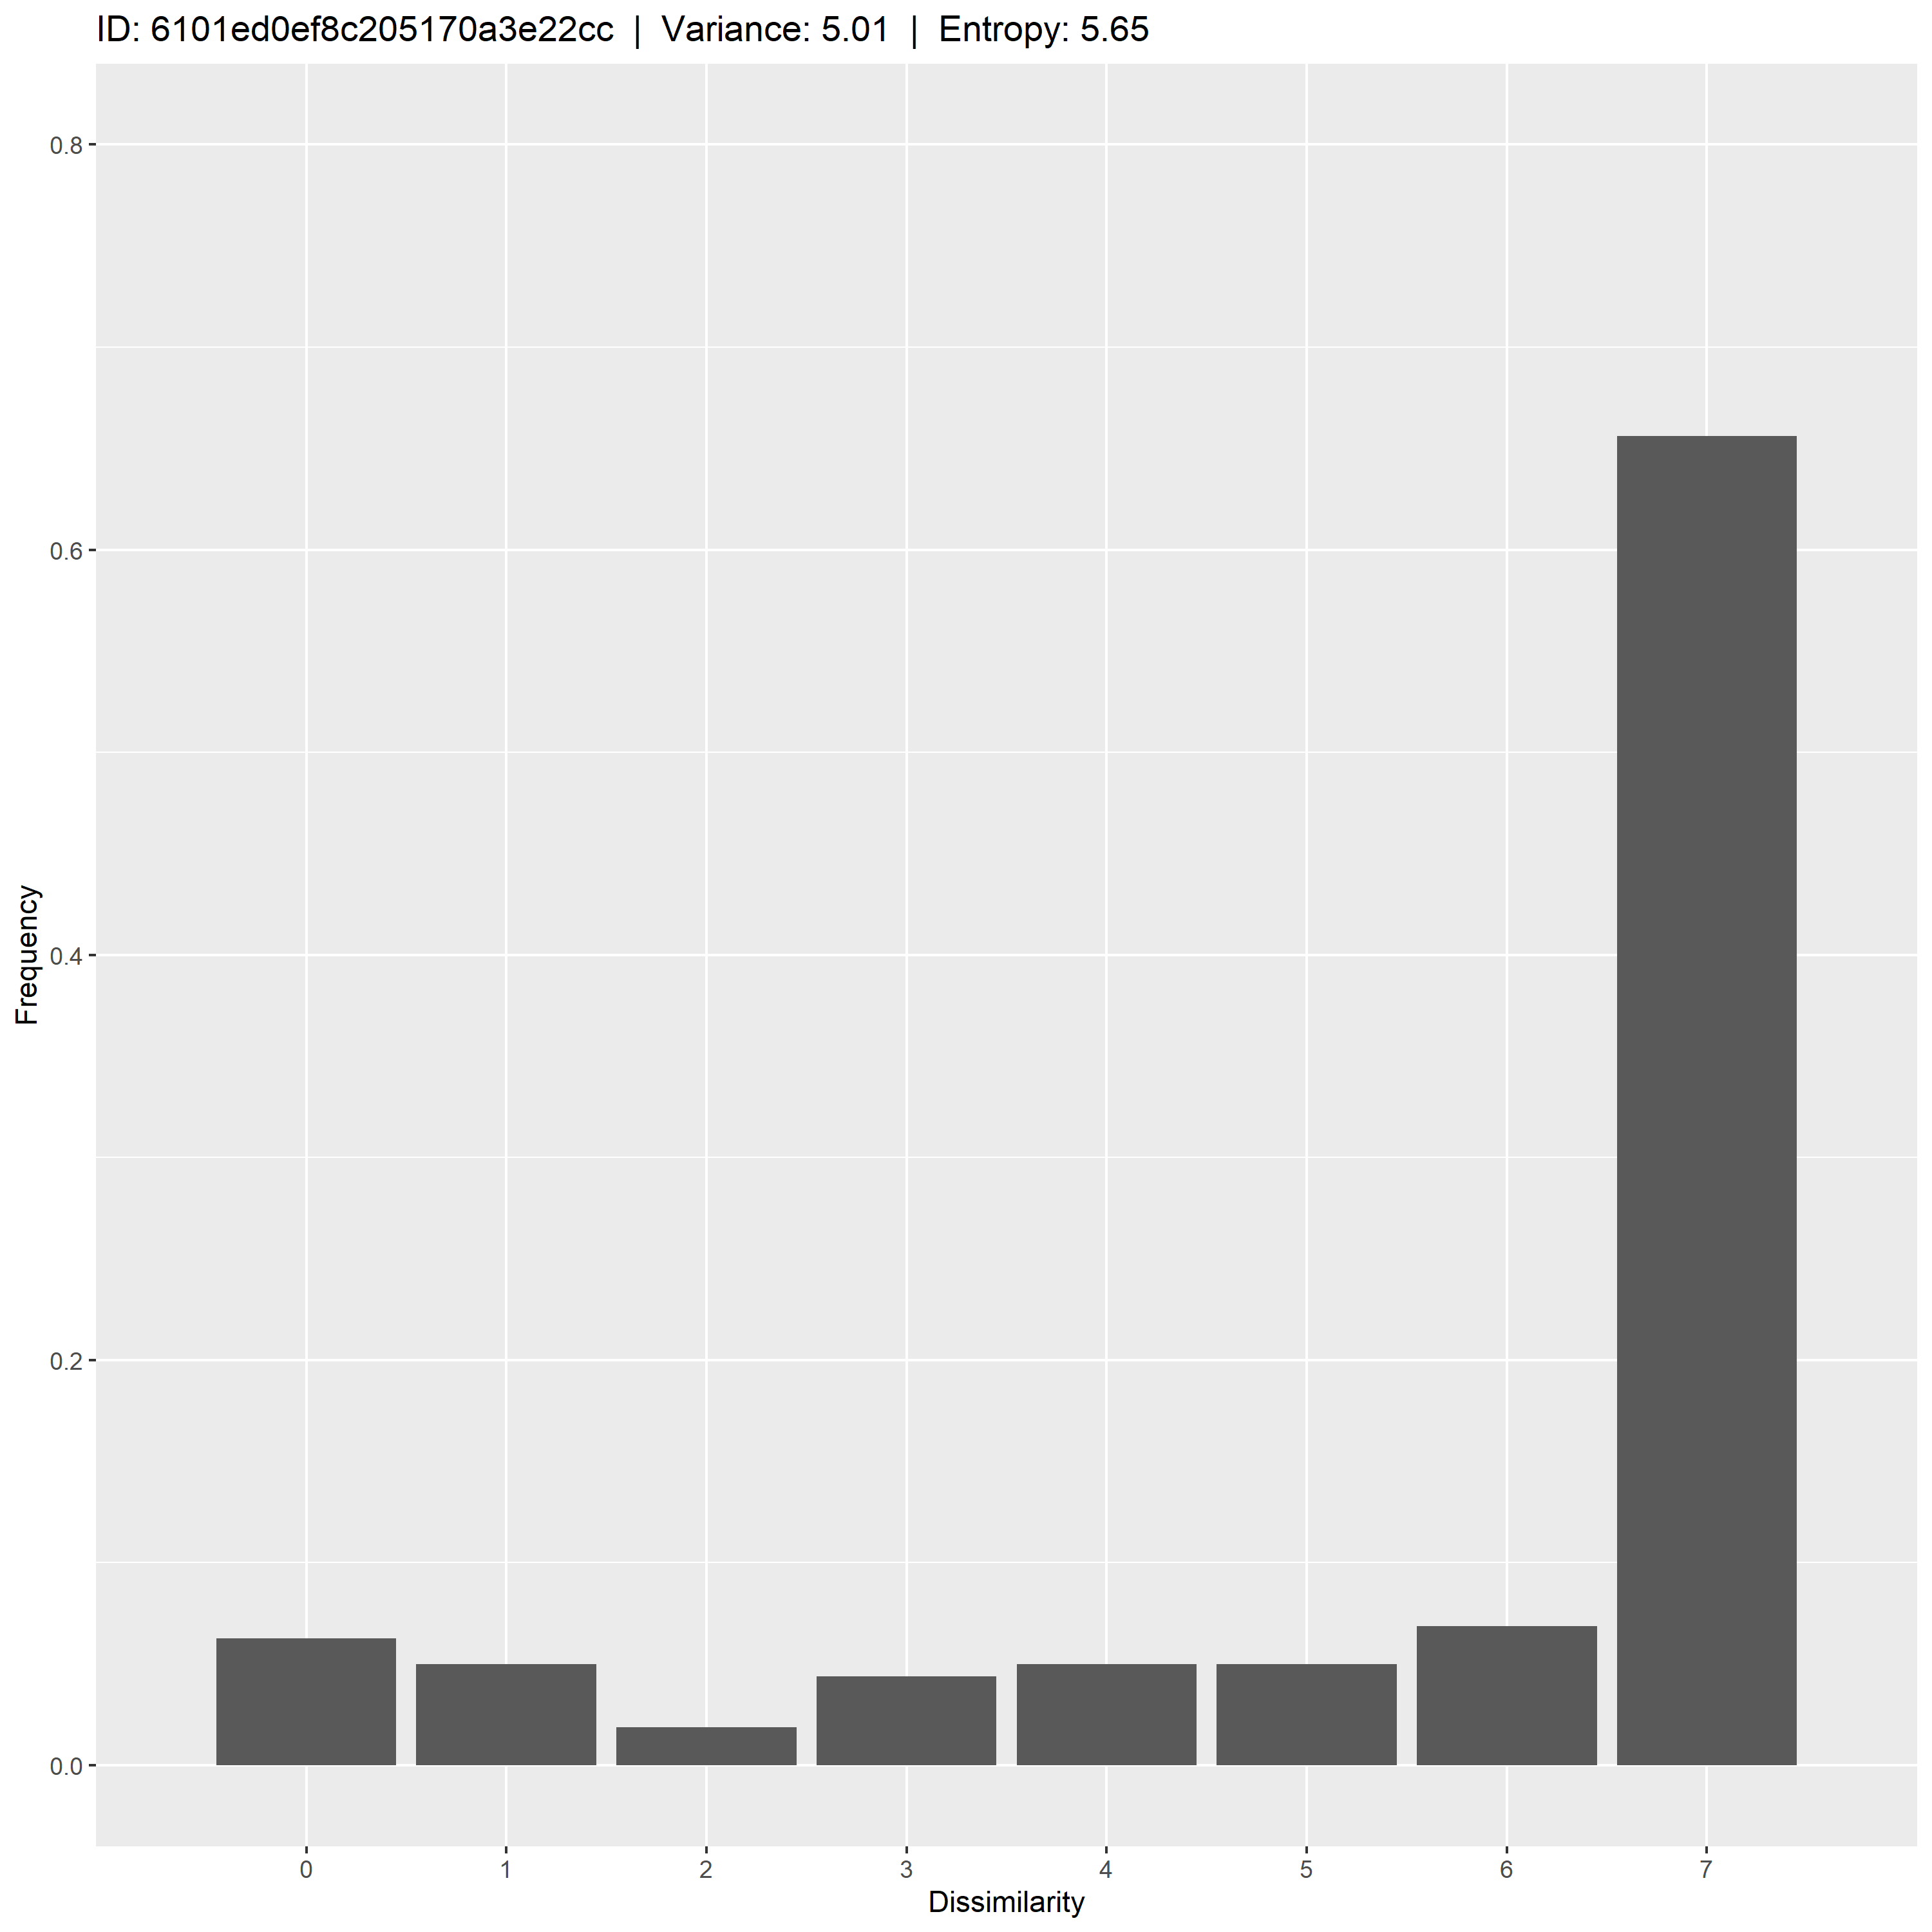 ID: 6101ed0ef8c205170a3e22cc | Variance: 5.01 | Entropy: 5.65
0.8
0.6
0.4
0.2
0.0
Frequency
0 1 2 3 4 5 6 7
Dissimilarity